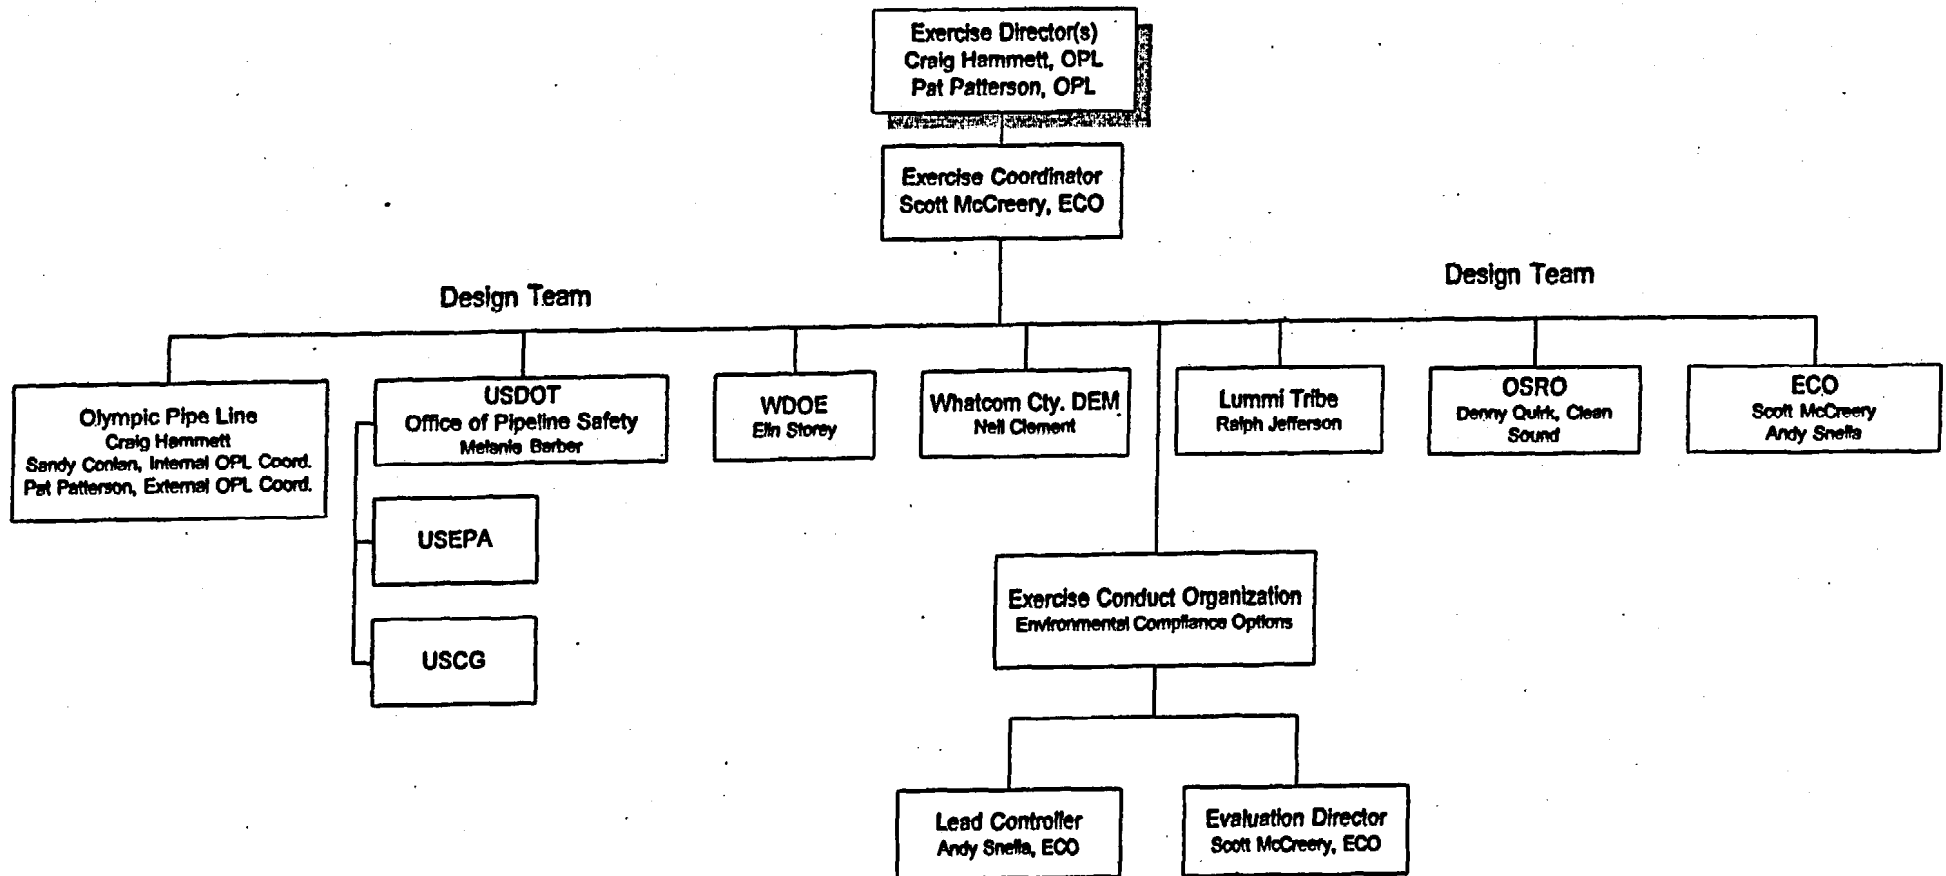 Exercise Director(s)
Craig Hammett, OPL
Pat Patterson, OPL
Exercise Coordinator
Scott McCreery, ECO
Design Team
Design Team
Olympic Pipe Line
Craig Hammett
Sandy Conlan, Internal OPL Coord.
Pat Patterson, External OPL Coord.
USDOT
Office of Pipeline Safety
Melanie Barber
USEPA
USCG
WDOE
Elin Storey
Whatcom Cty. DEM
Neil Clement
Lummi Tribe
Ralph Jefferson
OSRO
Denny Quirk, Clean
Sound
ECO
Scott McCreery
Andy Snella
Exercise Conduct Organization
Environmental Compliance Options
Lead Controller
Andy Snella, ECO
Evaluation Director
Scott McCreery, ECO